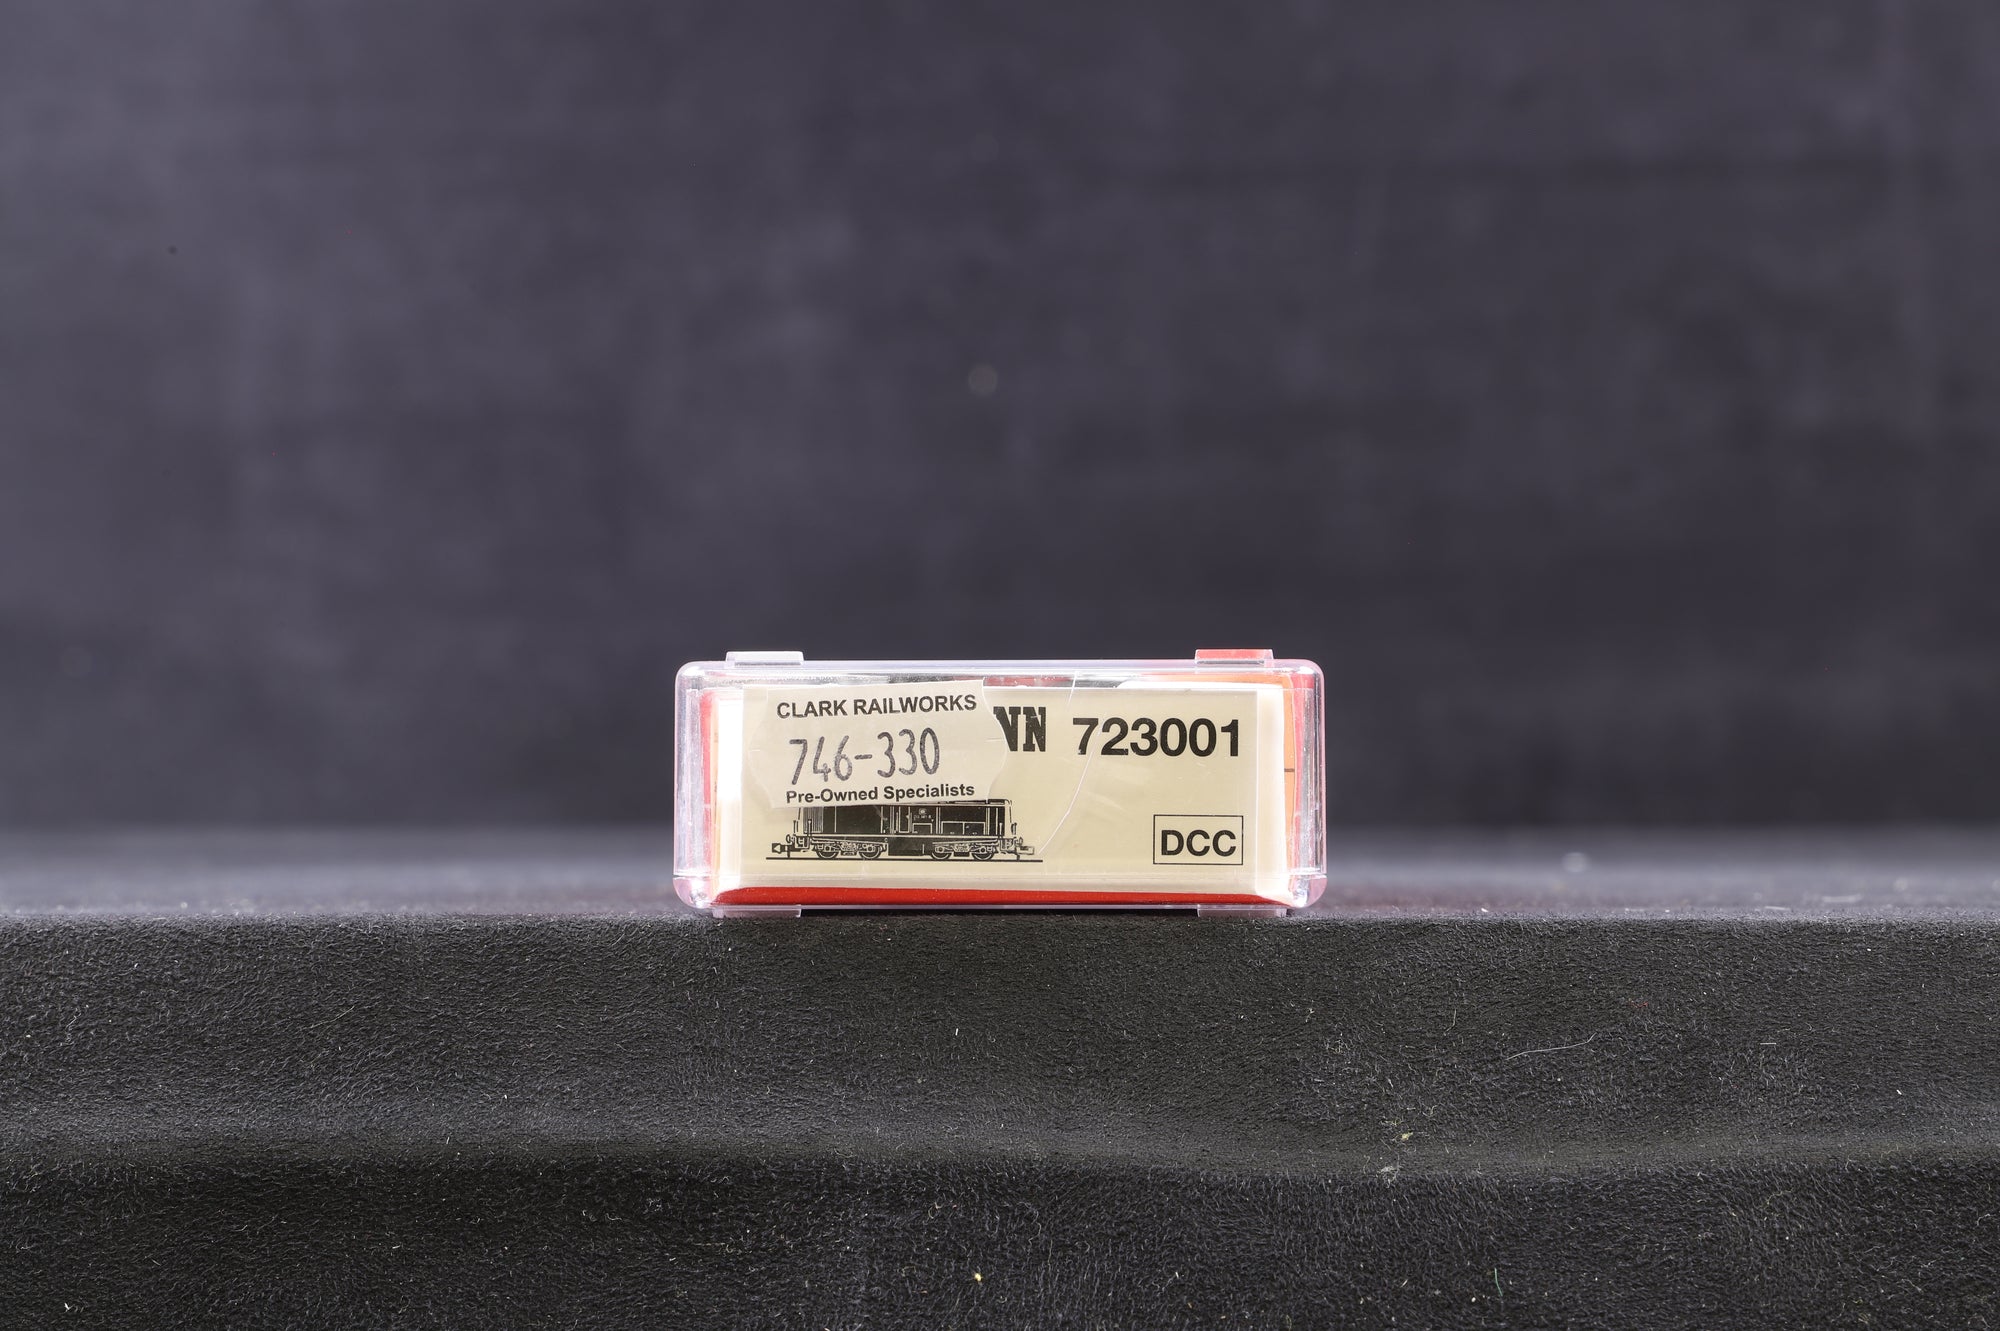 CLARK RAILWORKS
746-330
Pre-Owned Specialists
NN 723001
DCC